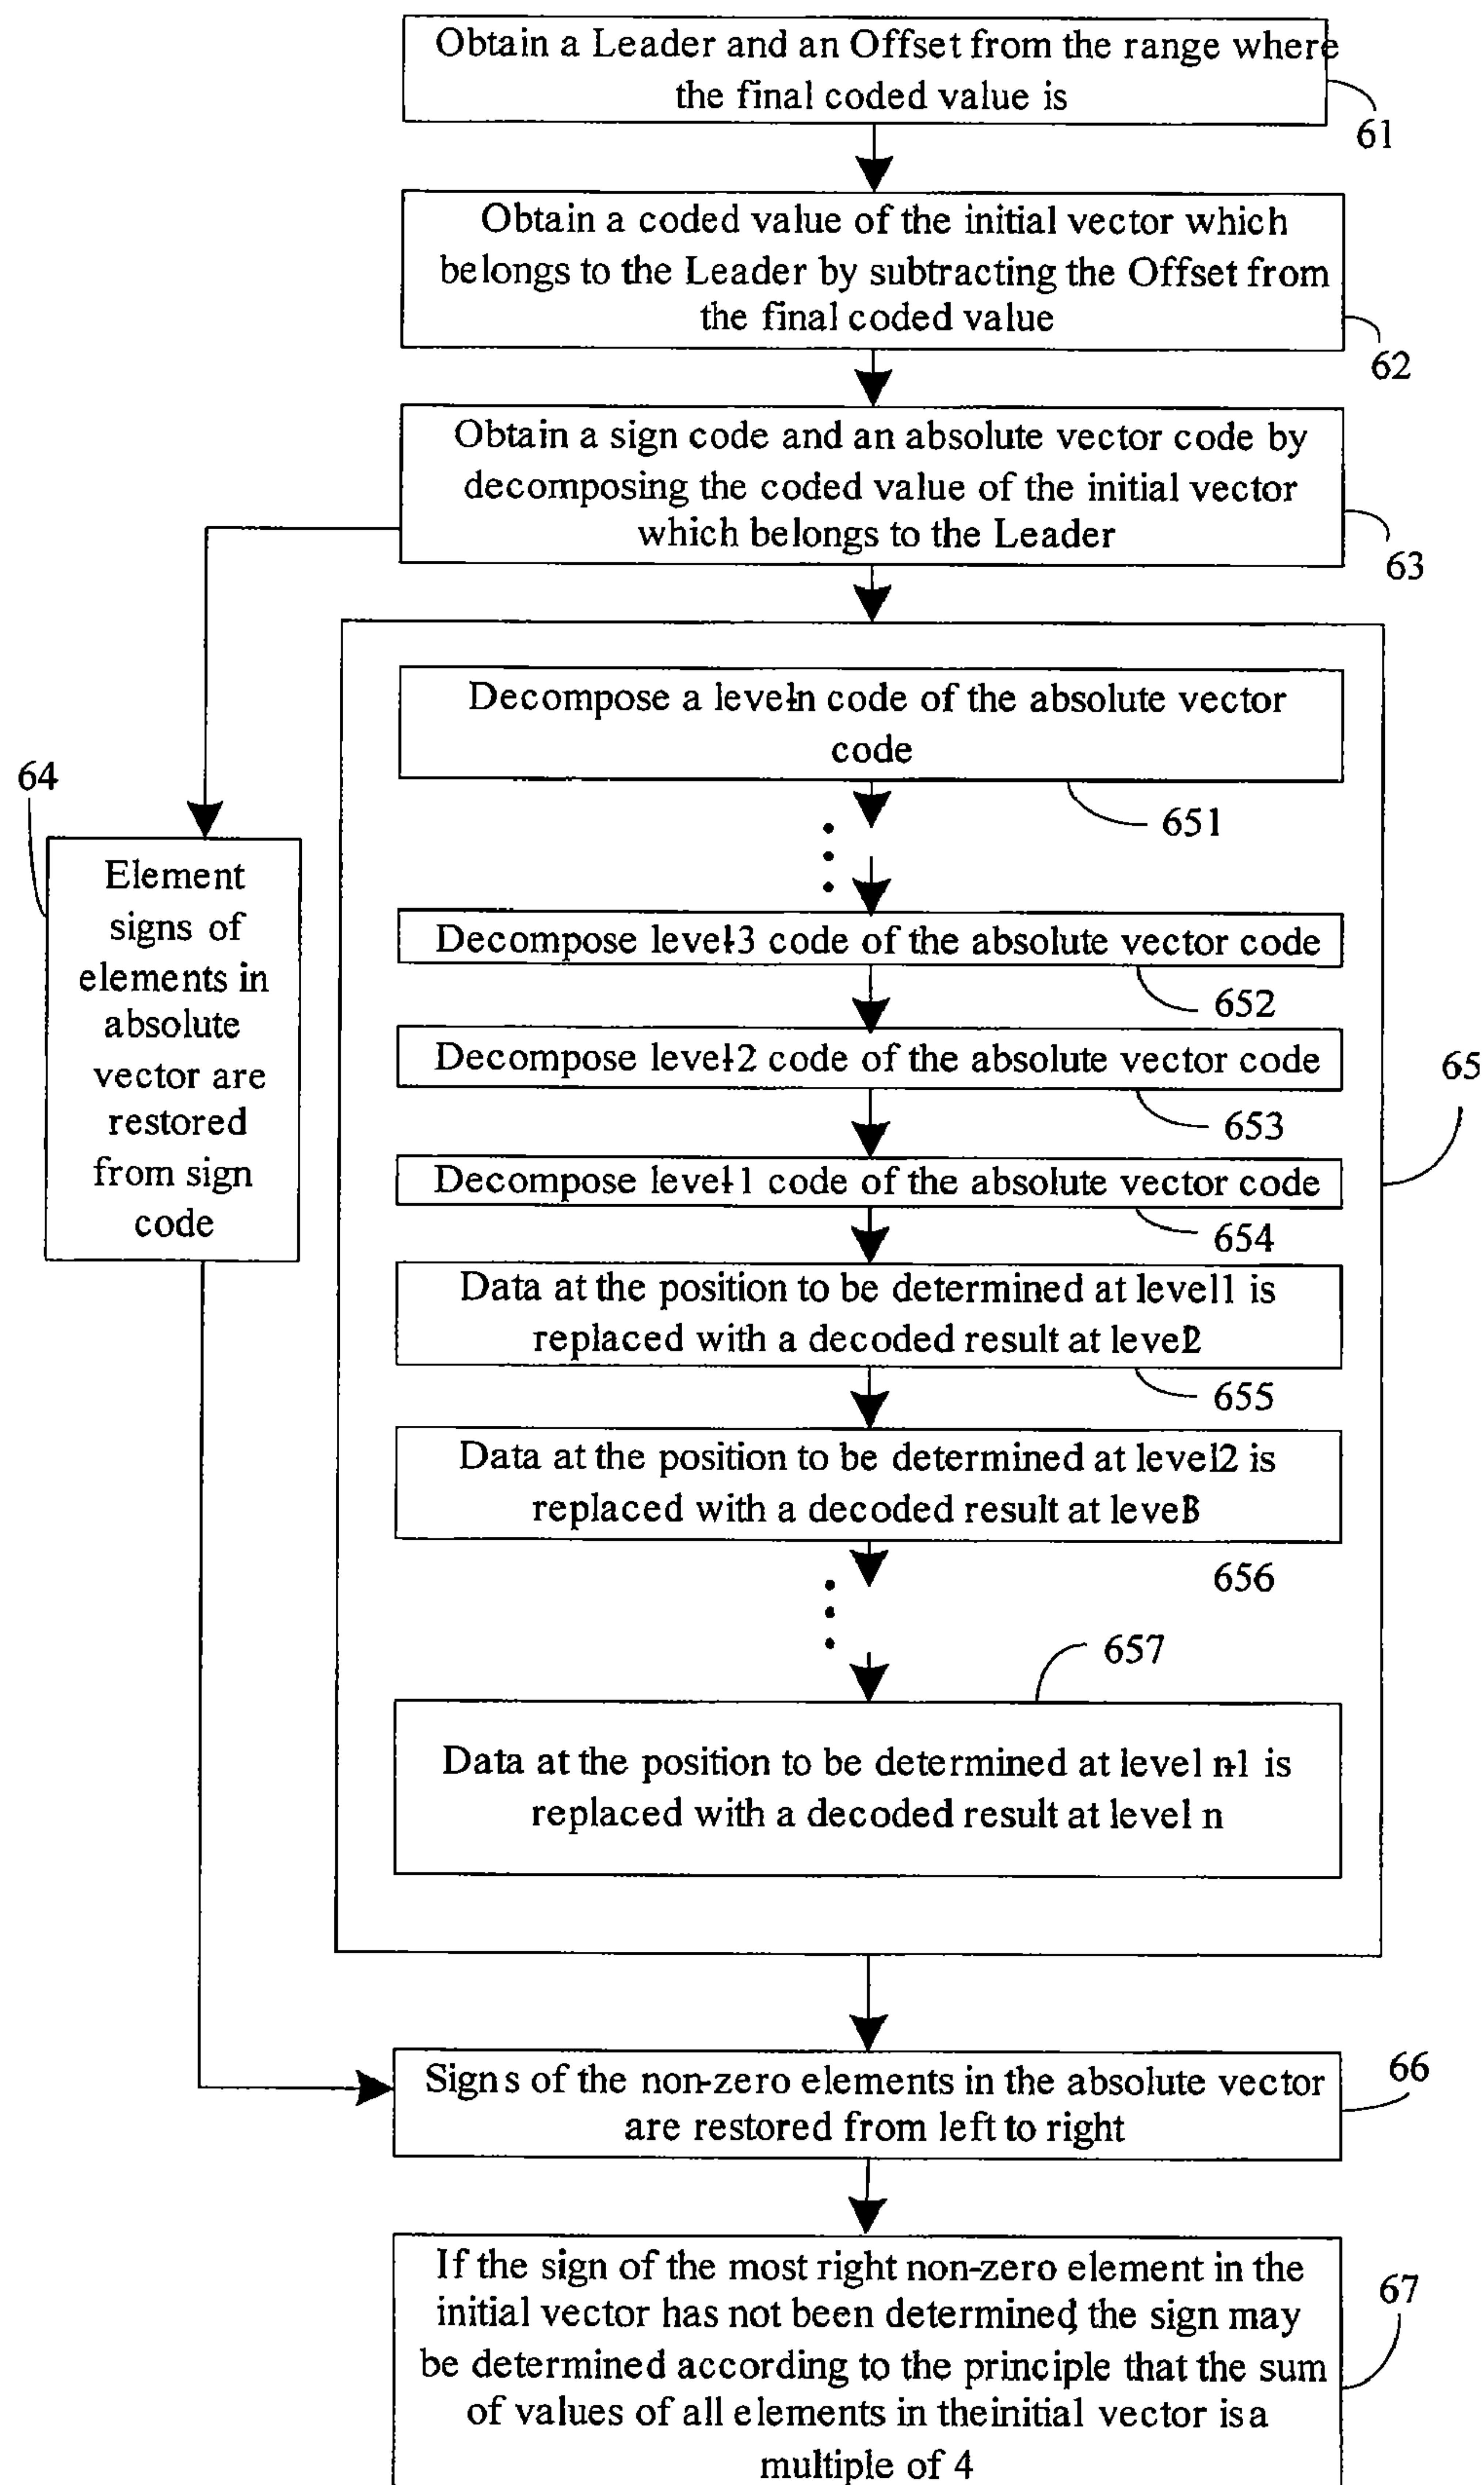 Obtain a Leader and an Offset from the range where
the final coded value is
61
Obtain a coded value of the initial vector which
belongs to the Leader by subtracting the Offset from
the final coded value
62
Obtain a sign code and an absolute vector code by
decomposing the coded value of the initial vector
which belongs to the Leader
63
64
Element
signs of
elements in
absolute
vector are
restored
from sign
code
Decompose a level-n code of the absolute vector
code
651
Decompose level-3 code of the absolute vector code
652
Decompose level-2 code of the absolute vector code
653
65
Decompose level-1 code of the absolute vector code
654
Data at the position to be determined at level1 is
replaced with a decoded result at level2
655
Data at the position to be determined at level2 is
replaced with a decoded result at level3
656
657
Data at the position to be determined at level n-1 is
replaced with a decoded result at level n
Signs of the non-zero elements in the absolute vector
are restored from left to right
66
If the sign of the most right non-zero element in the
initial vector has not been determined, the sign may
be determined according to the principle that the sum
of values of all elements in theinitial vector is a
multiple of 4
67